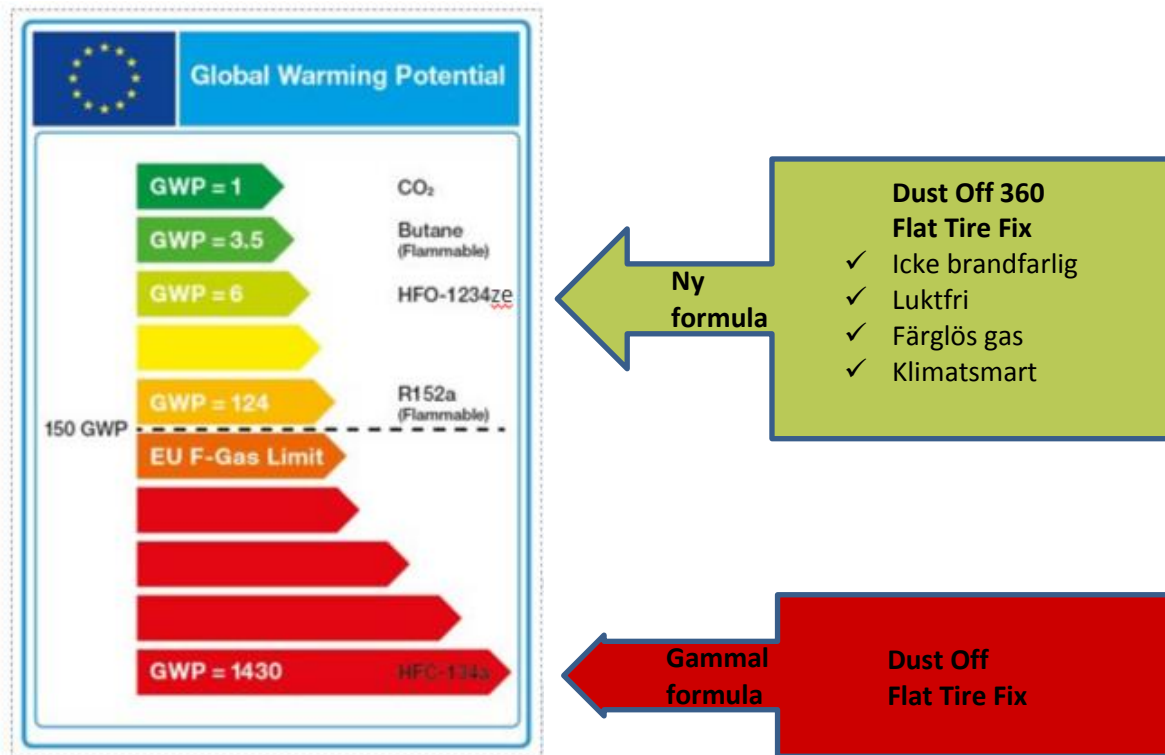 Global Warming Potential
GWP = 1 CO₂
GWP = 3.5 Butane
(Flammable)
GWP = 6 HFO-1234ze
GWP = 124 R152a
(Flammable)
150 GWP
EU F-Gas Limit
GWP = 1430 HFC-134a
Ny
formula
Dust Off 360
Flat Tire Fix
✓ Icke brandfarlig
✓ Luktfri
✓ Färglös gas
✓ Klimatsmart
Gammal
formula
Dust Off
Flat Tire Fix